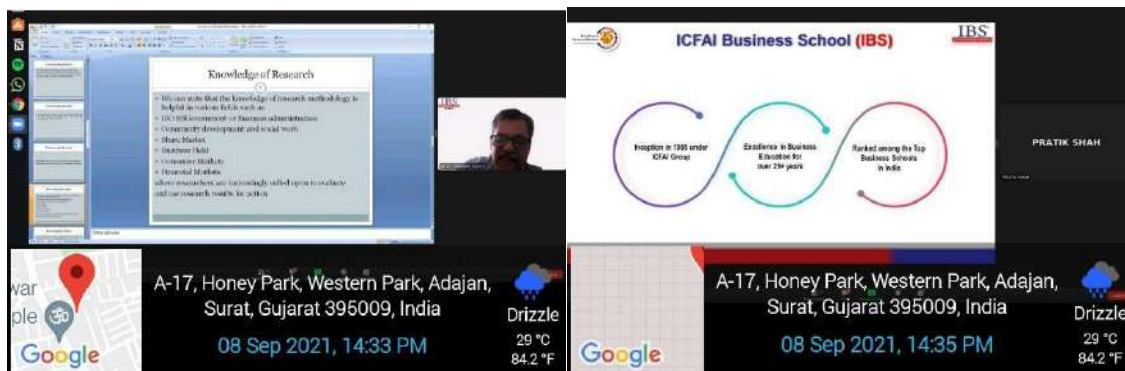 Knowledge of Research
We can state that the knowledge of research methodology is
helpful in various fields such as
Government or Business administration
Community development and social work
Share Market
Business Field
Consumer Markets
Financial Markets
where researchers are increasingly called upon to evaluate
and use research results for action
IBS
war
ple
Google
A-17, Honey Park, Western Park, Adajan,
Surat, Gujarat 395009, India
08 Sep 2021, 14:33 PM
Drizzle
29 °C
84.2 °F
ICFAI Business School (IBS)
IBS
Inception in 1995 under
ICFAI Group
Excellence in Business
Education for
over 25+ years
Ranked among the Top
Business Schools
in India
PRATIK SHAH
Google
A-17, Honey Park, Western Park, Adajan,
Surat, Gujarat 395009, India
08 Sep 2021, 14:35 PM
Drizzle
29 °C
84.2 °F